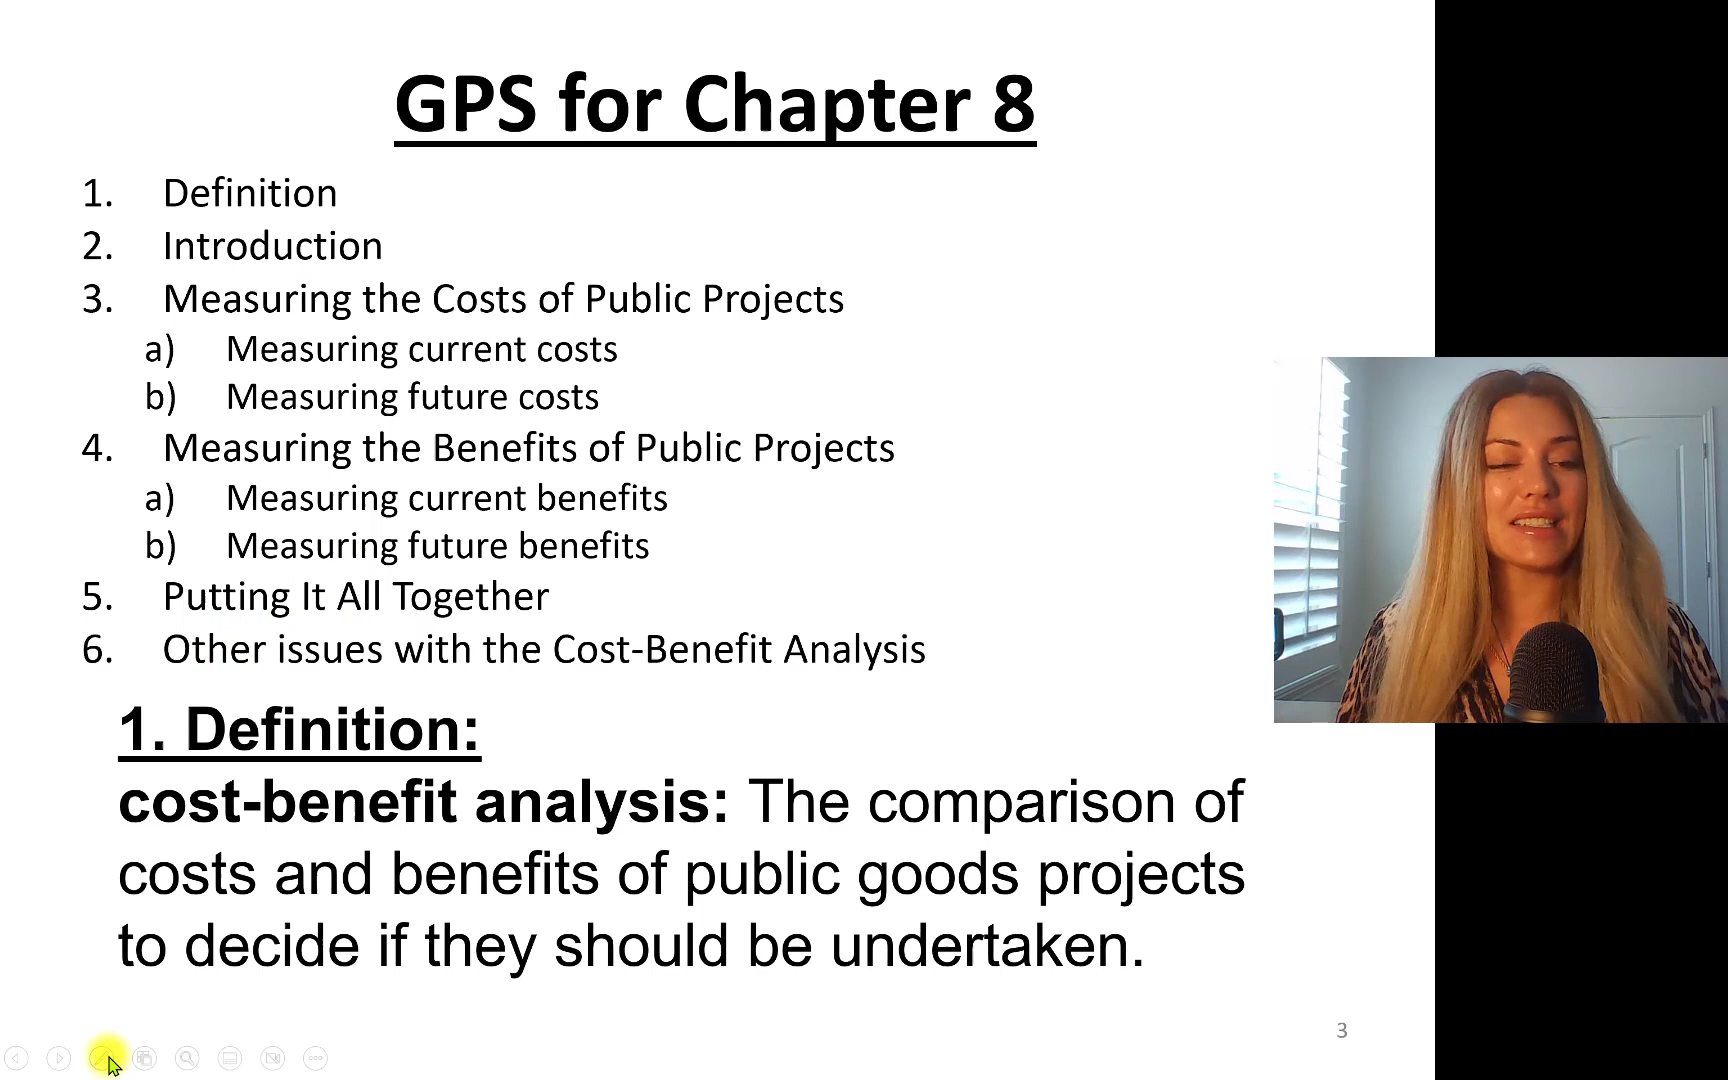 GPS for Chapter 8
1. Definition
2. Introduction
3. Measuring the Costs of Public Projects
a) Measuring current costs
b) Measuring future costs
4. Measuring the Benefits of Public Projects
a) Measuring current benefits
b) Measuring future benefits
5. Putting It All Together
6. Other issues with the Cost-Benefit Analysis
1. Definition:
cost-benefit analysis: The comparison of
costs and benefits of public goods projects
to decide if they should be undertaken.
3